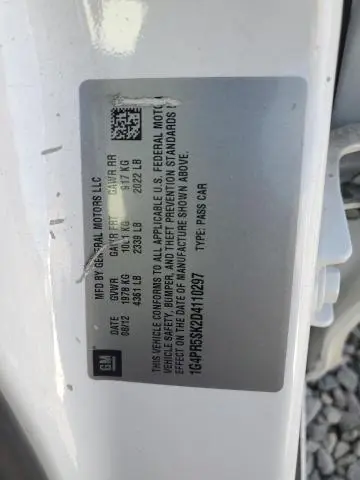 GM
MFD BY GENERAL MOTORS LLC
DATE GVWR GAWR FRT GAWR RR
08/12 1978 KG 1061 KG 917 KG
4361 LB 2339 LB 2022 LB
THIS VEHICLE CONFORMS TO ALL APPLICABLE U.S. FEDERAL MOTOR
VEHICLE SAFETY, BUMPER, AND THEFT PREVENTION STANDARDS IN
EFFECT ON THE DATE OF MANUFACTURE SHOWN ABOVE.
1G4PR5SK2D4110297 TYPE: PASS CAR